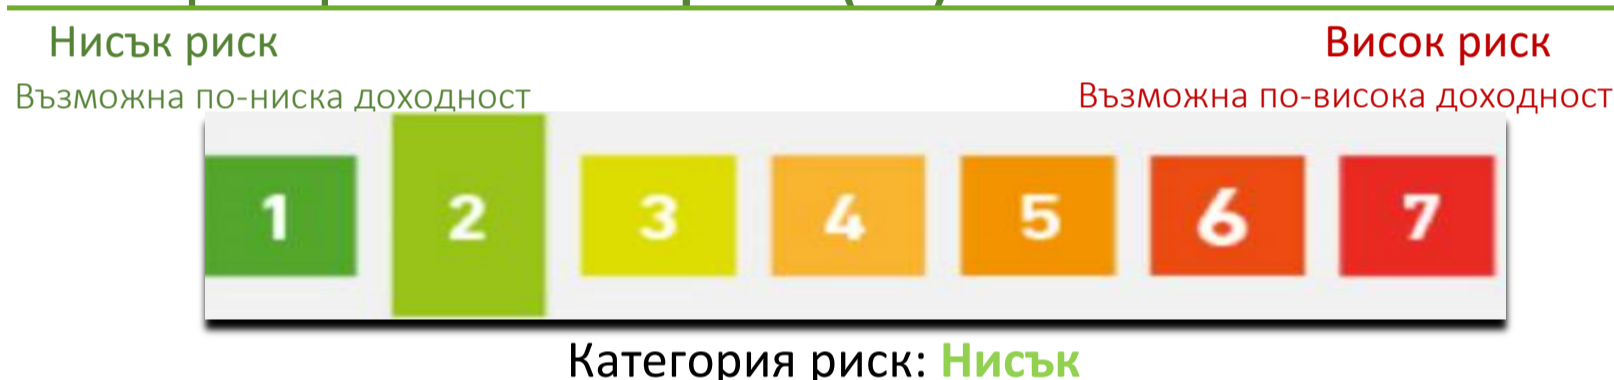 Нисък риск
Висок риск
Възможна по-ниска доходност
Възможна по-висока доходност
1 2 3 4 5 6 7
Категория риск: Нисък